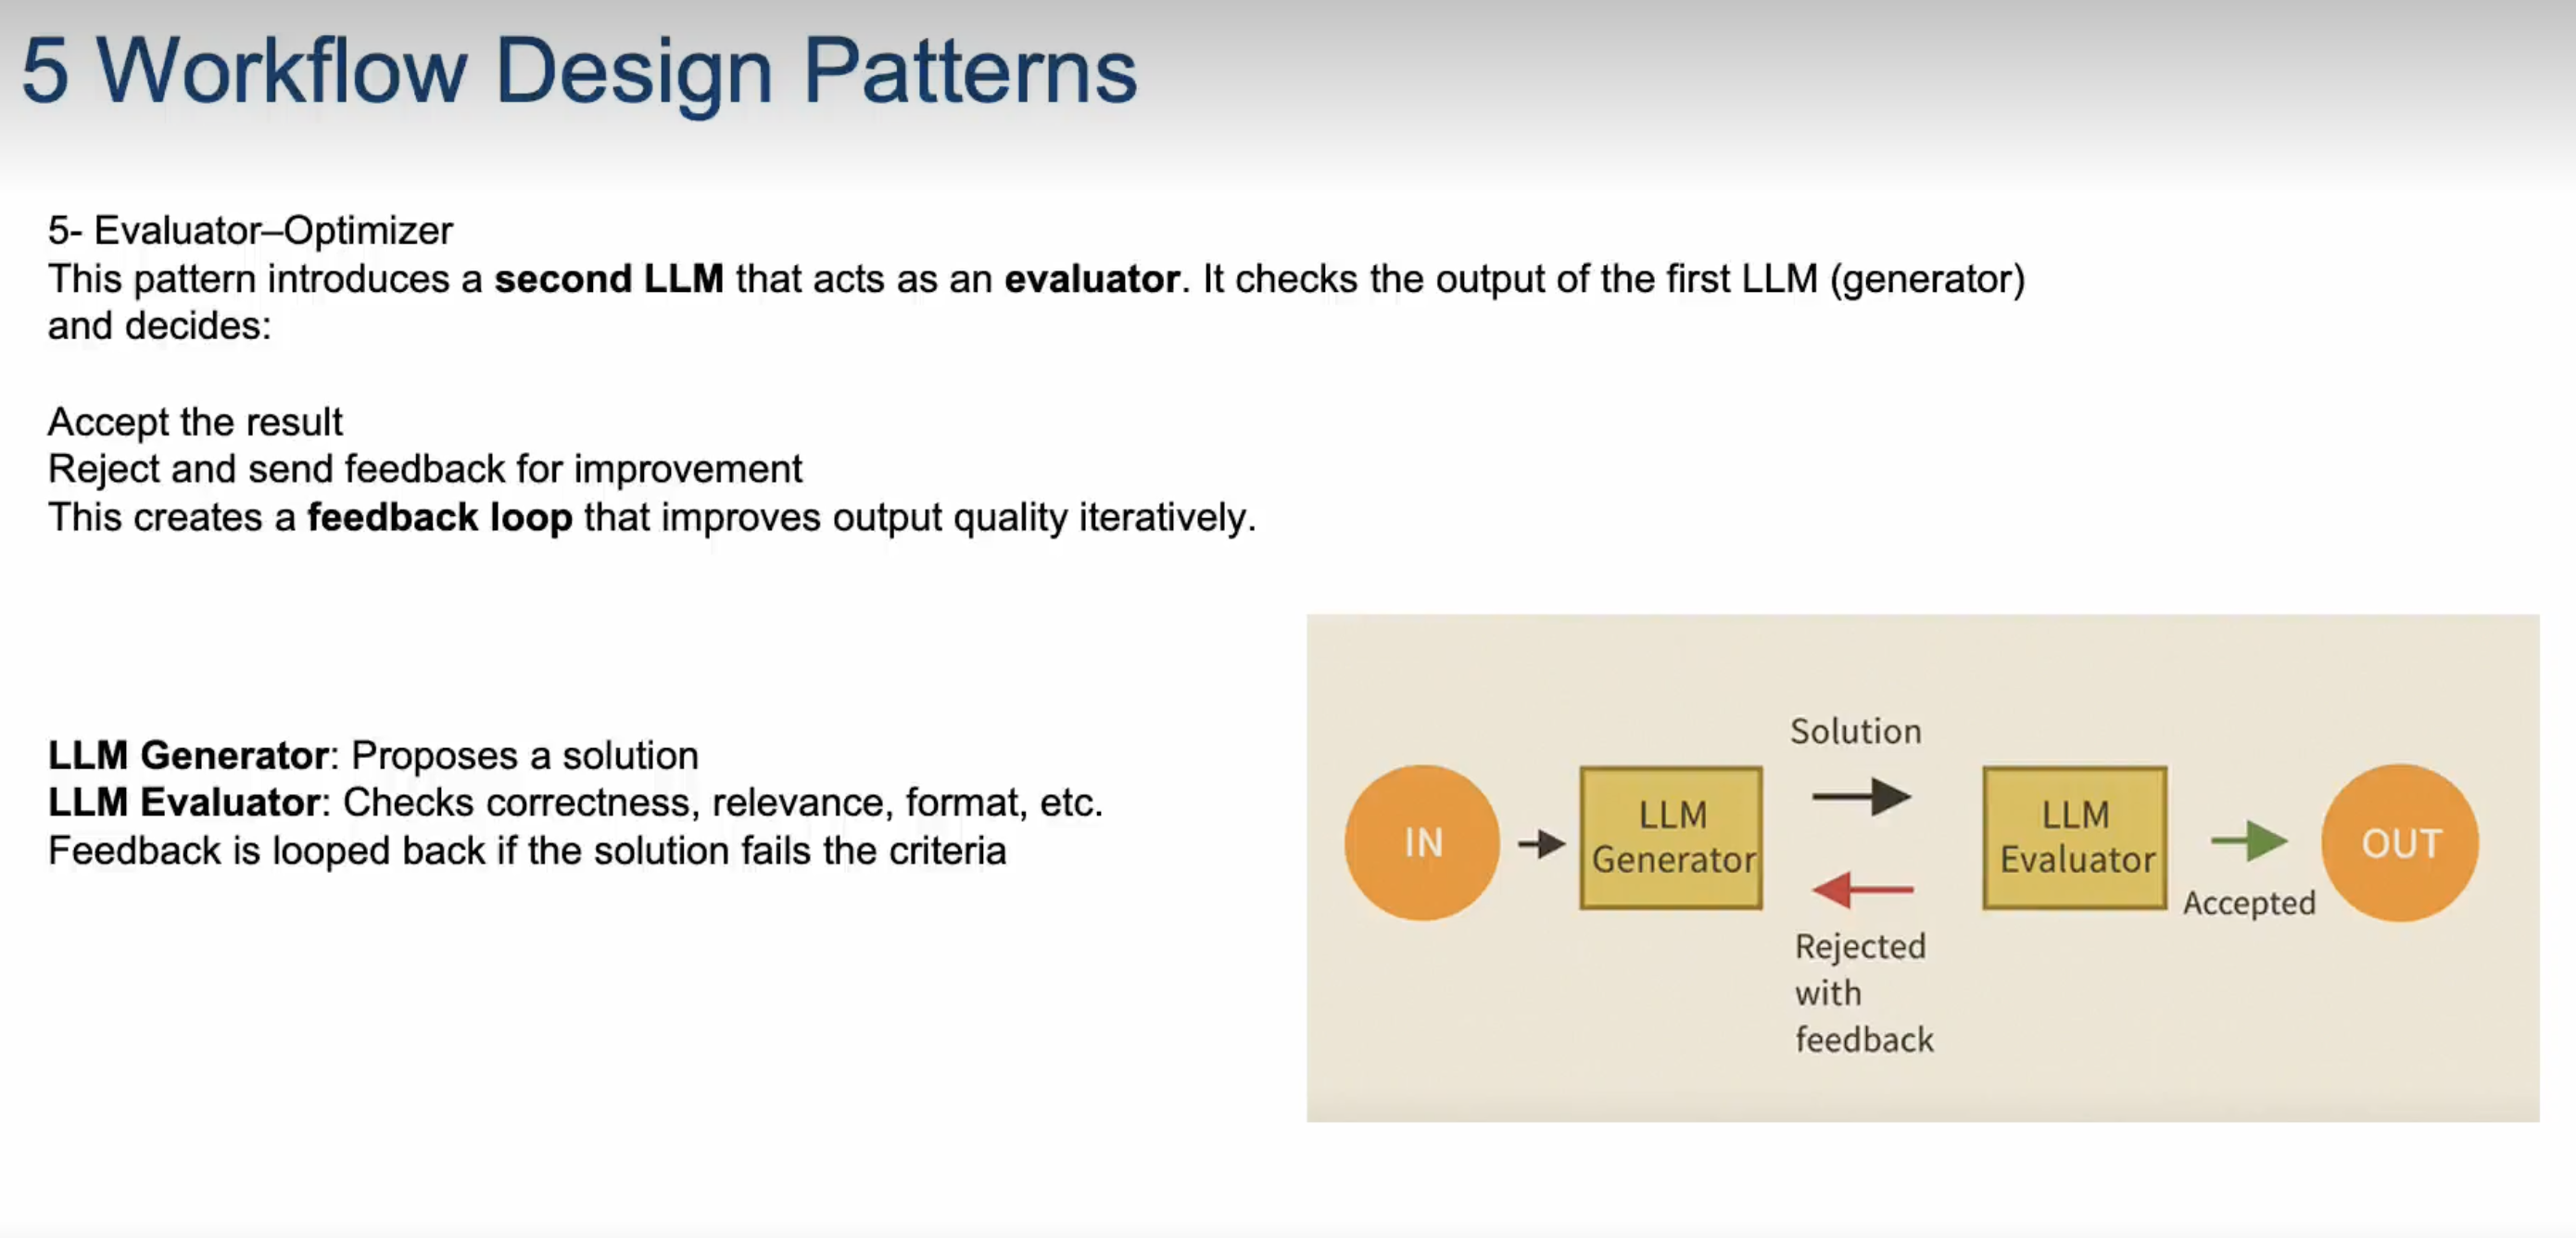 5 Workflow Design Patterns
5- Evaluator–Optimizer
This pattern introduces a second LLM that acts as an evaluator. It checks the output of the first LLM (generator)
and decides:
Accept the result
Reject and send feedback for improvement
This creates a feedback loop that improves output quality iteratively.
LLM Generator: Proposes a solution
LLM Evaluator: Checks correctness, relevance, format, etc.
Feedback is looped back if the solution fails the criteria
IN
LLM
Generator
Solution
Rejected
with
feedback
LLM
Evaluator
Accepted
OUT